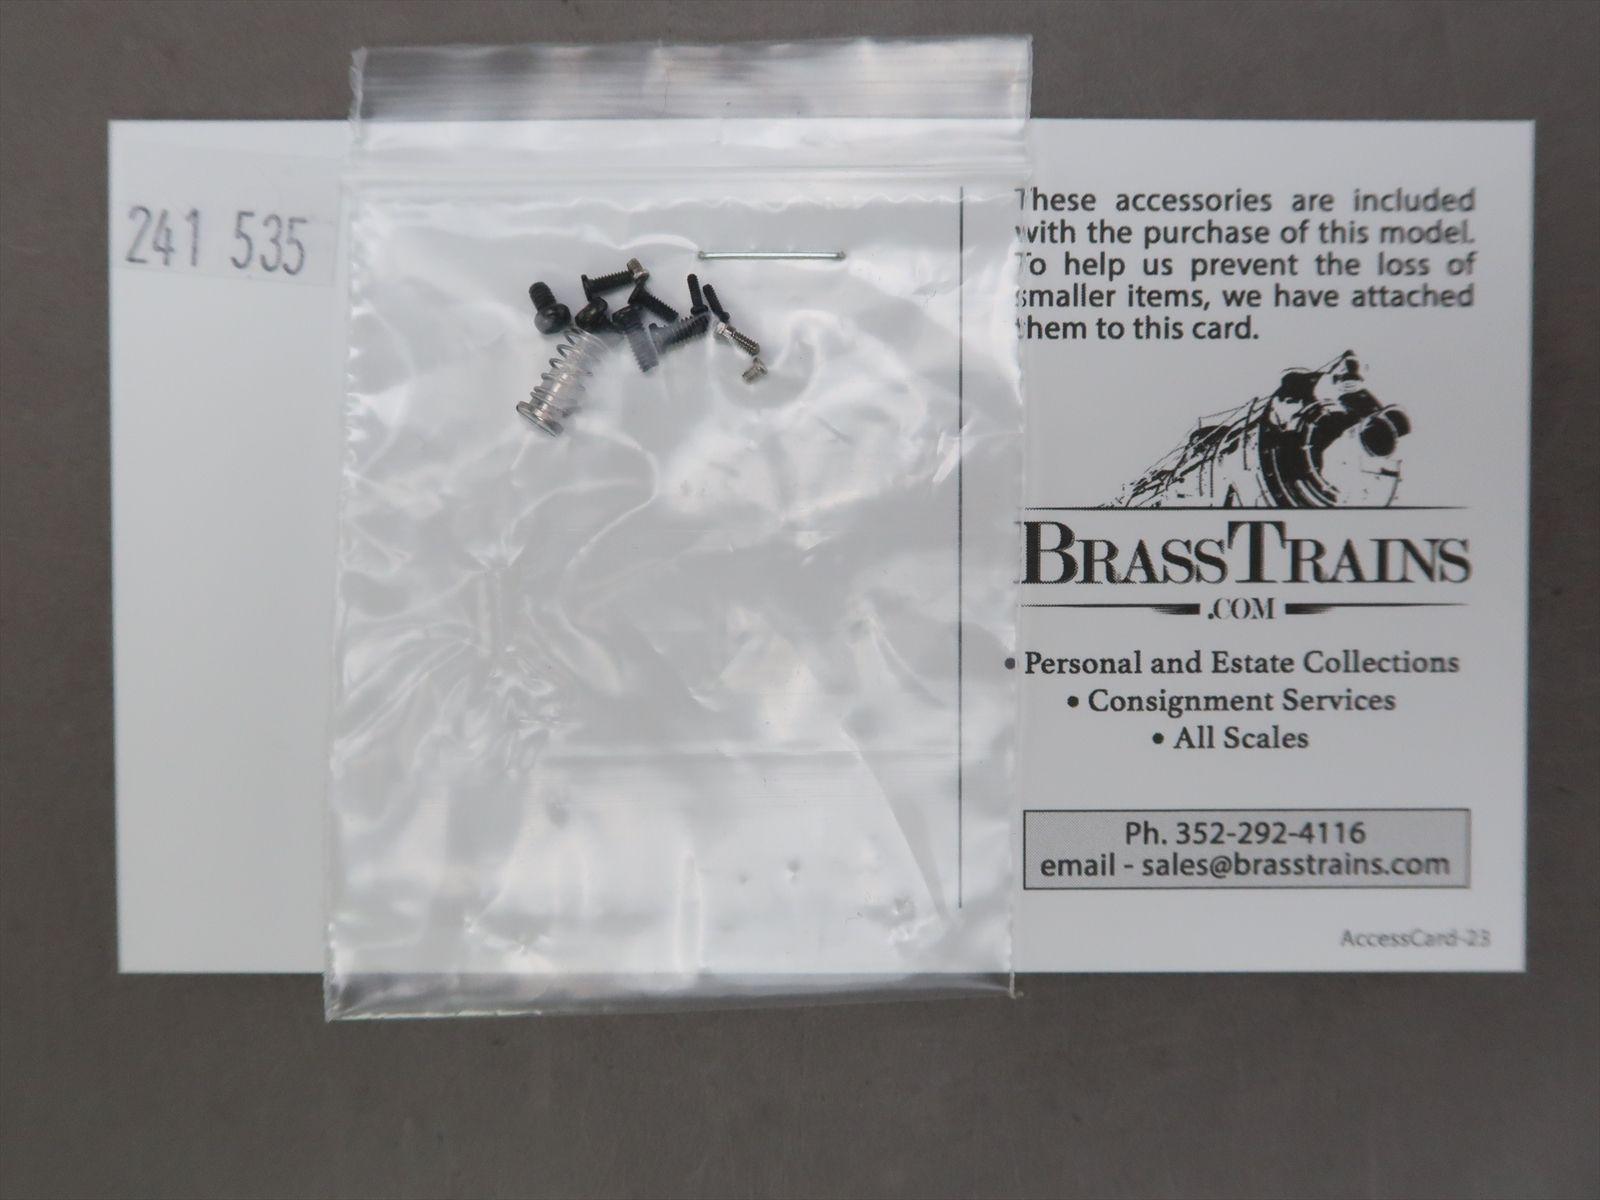 241 535
These accessories are included
with the purchase of this model.
To help us prevent the loss of
smaller items, we have attached
them to this card.
BRASSTRAINS
.COM
• Personal and Estate Collections
• Consignment Services
• All Scales
Ph. 352-292-4116
email - sales@brasstrains.com
AccessCard-23